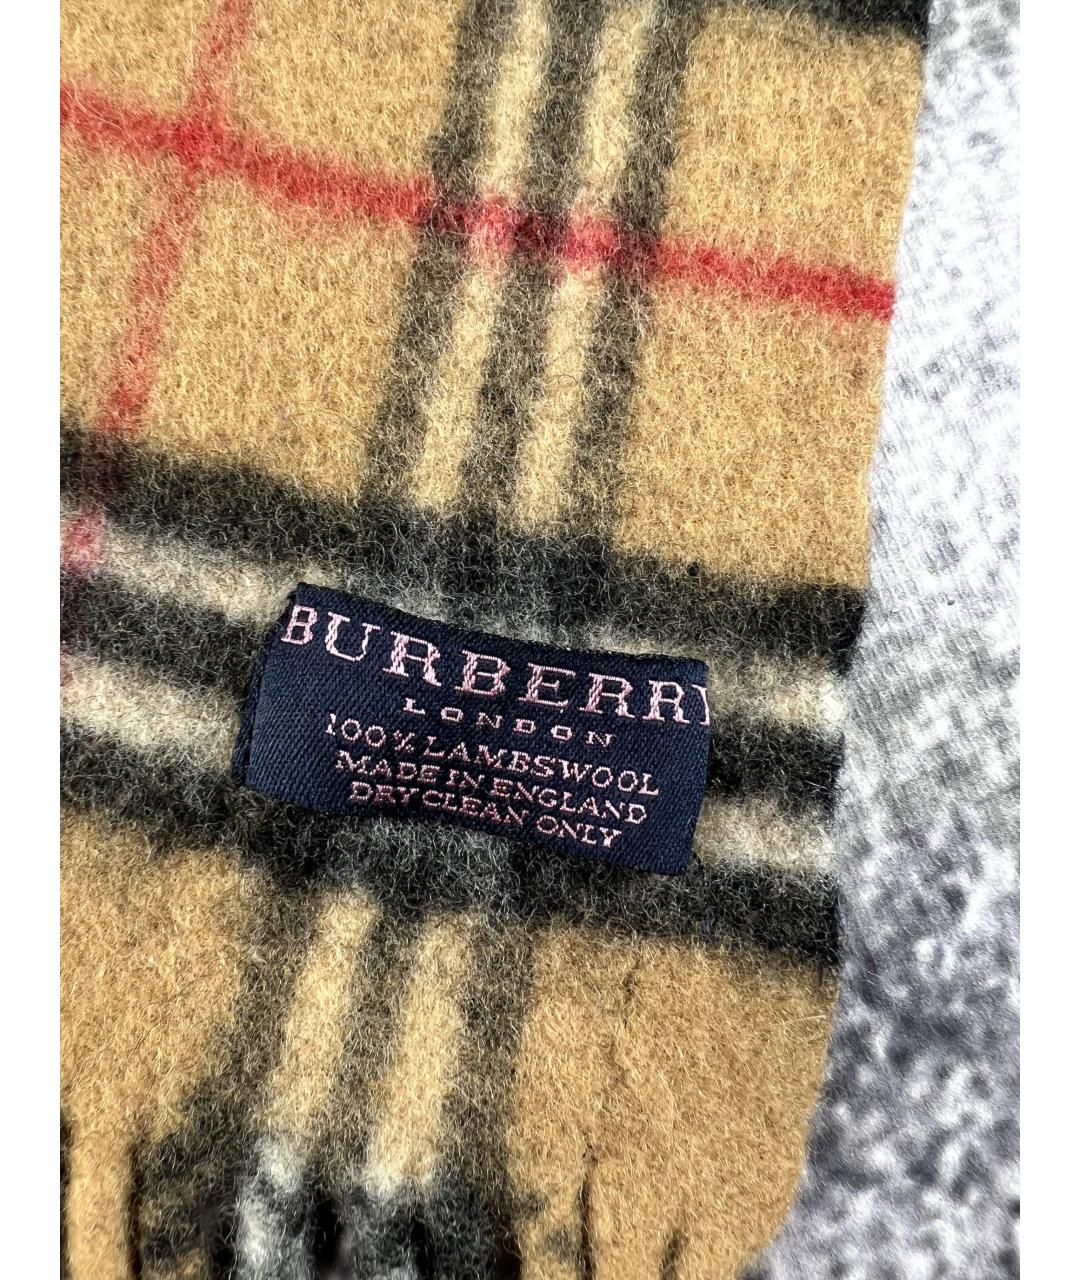 BURBERRY
LONDON
100% LAMBSWOOL
MADE IN ENGLAND
DRY CLEAN ONLY